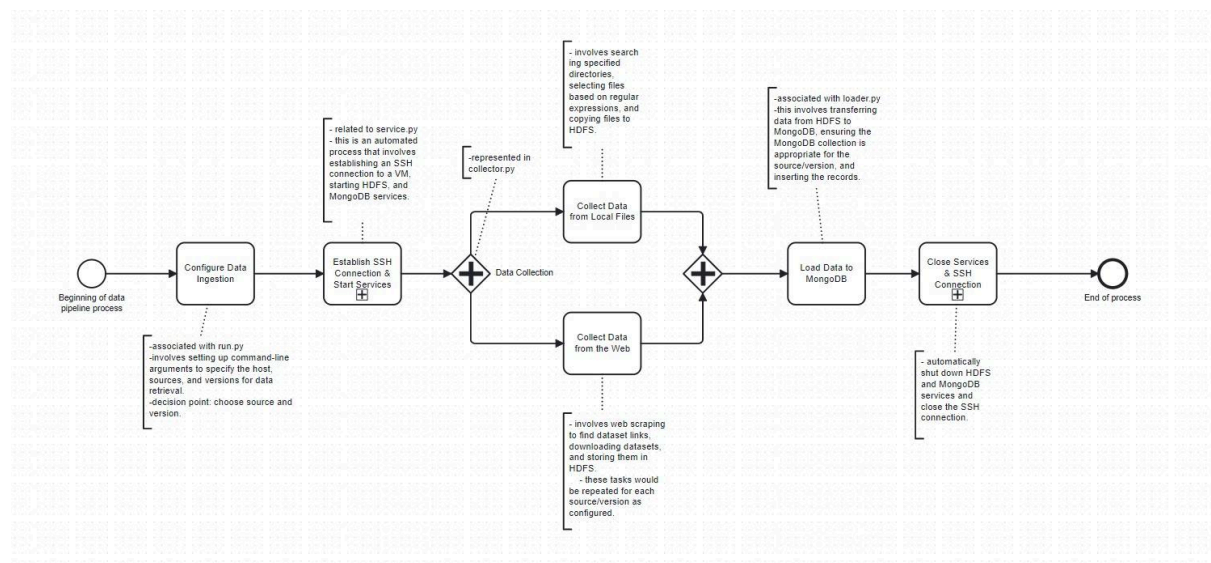 Beginning of data
pipeline process
Configure Data
Ingestion
-associated with run.py
-involves setting up command-line
arguments to specify the host,
sources, and versions for data
retrieval.
-decision point: choose source and
version.
- related to service.py
- this is an automated
process that involves
establishing an SSH
connection to a VM,
starting HDFS, and
MongoDB services.
Establish SSH
Connection &
Start Services
-represented in
collector.py
Data Collection
- involves search
ing specified
directories,
selecting files
based on regular
expressions, and
copying files to
HDFS.
Collect Data
from Local Files
Collect Data
from the Web
- involves web scraping
to find dataset links,
downloading datasets,
and storing them in
HDFS.
- these tasks would
be repeated for each
source/version as
configured.
-associated with loader.py
-this involves transferring
data from HDFS to
MongoDB, ensuring the
MongoDB collection is
appropriate for the
source/version, and
inserting the records.
Load Data to
MongoDB
Close Services
& SSH
Connection
- automatically
shut down HDFS
and MongoDB
services and
close the SSH
connection.
End of process